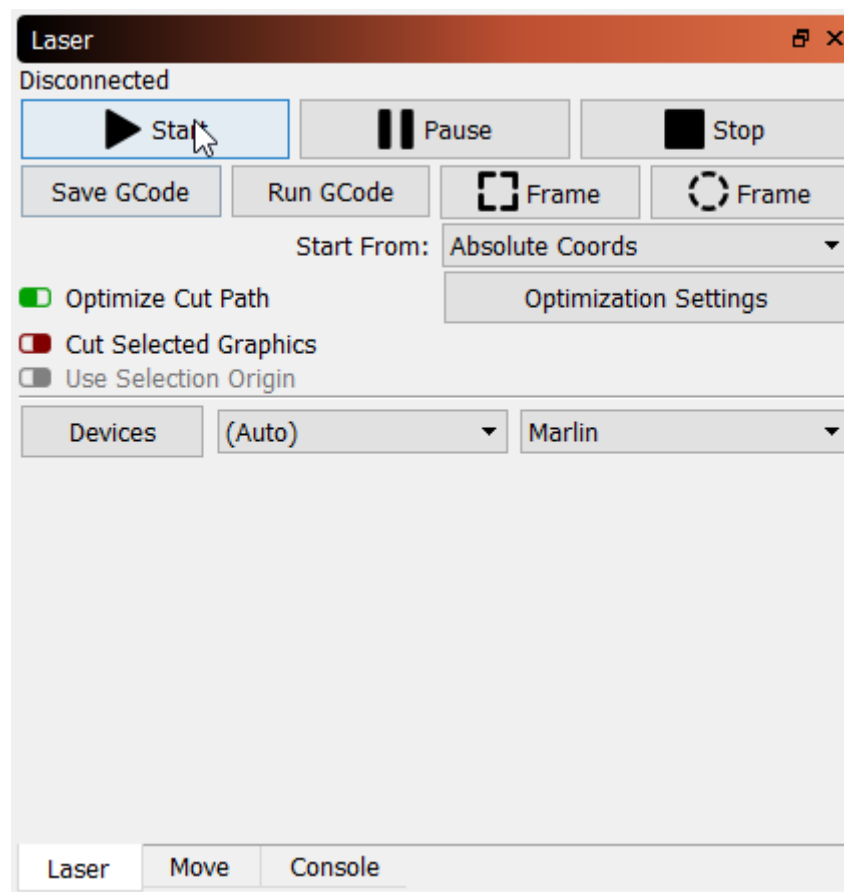 Laser
Disconnected
Start Pause Stop
Save GCode Run GCode Frame Frame
Start From: Absolute Coords
Optimize Cut Path Optimization Settings
Cut Selected Graphics
Use Selection Origin
Devices (Auto) Marlin
Laser Move Console